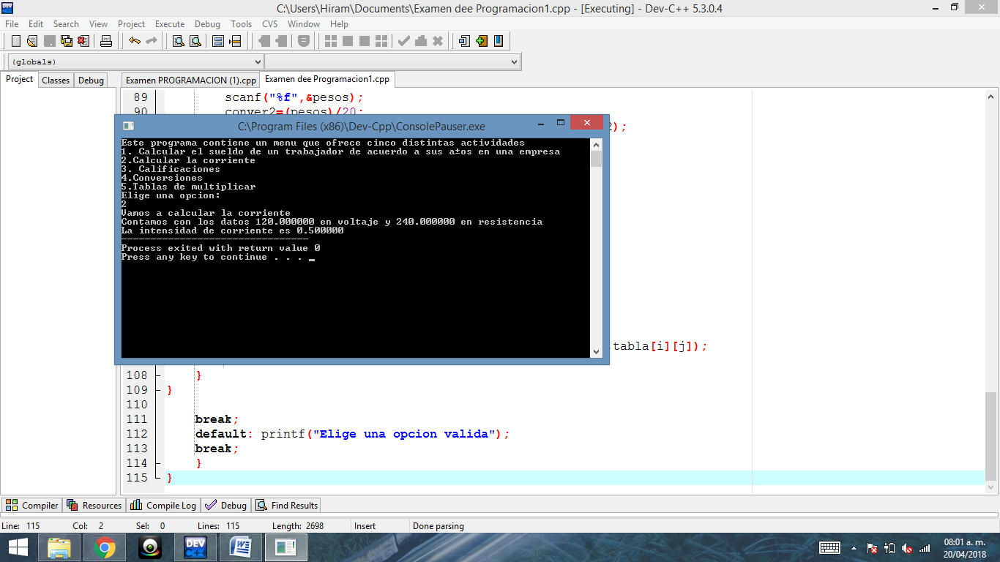 C:\Users\Hiram\Documents\Examen dee Programacion1.cpp - [Executing] - Dev-C++ 5.3.0.4
File Edit Search View Project Execute Debug Tools CVS Window Help
(globals)
Project Classes Debug
Examen PROGRAMACION (1).cpp Examen dee Programacion1.cpp
89 scanf("%f",&pesos);
90 conver2=(pesos)/20;
2);
C:\Program Files (x86)\Dev-Cpp\ConsolePauser.exe
Este programa contiene un menu que ofrece cinco distintas actividades
1. Calcular el sueldo de un trabajador de acuerdo a sus a±os en una empresa
2.Calcular la corriente
3. Calificaciones
4.Conversiones
5.Tablas de multiplicar
Elige una opcion:
2
Vamos a calcular la corriente
Contamos con los datos 120.000000 en voltaje y 240.000000 en resistencia
La intensidad de corriente es 0.500000
--------------------------------
Process exited with return value 0
Press any key to continue . . .
tabla[i][j]);
108 }
109 }
110
111 break;
112 default: printf("Elige una opcion valida");
113 break;
114 }
115 }
Compiler Resources Compile Log Debug Find Results
Line: 115 Col: 2 Sel: 0 Lines: 115 Length: 2698 Insert Done parsing
DEV C++
08:01 a. m.
20/04/2018